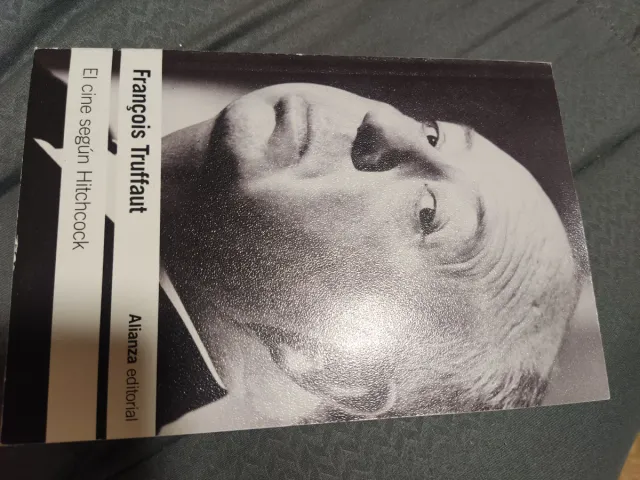 François Truffaut
Alianza editorial
El cine según Hitchcock